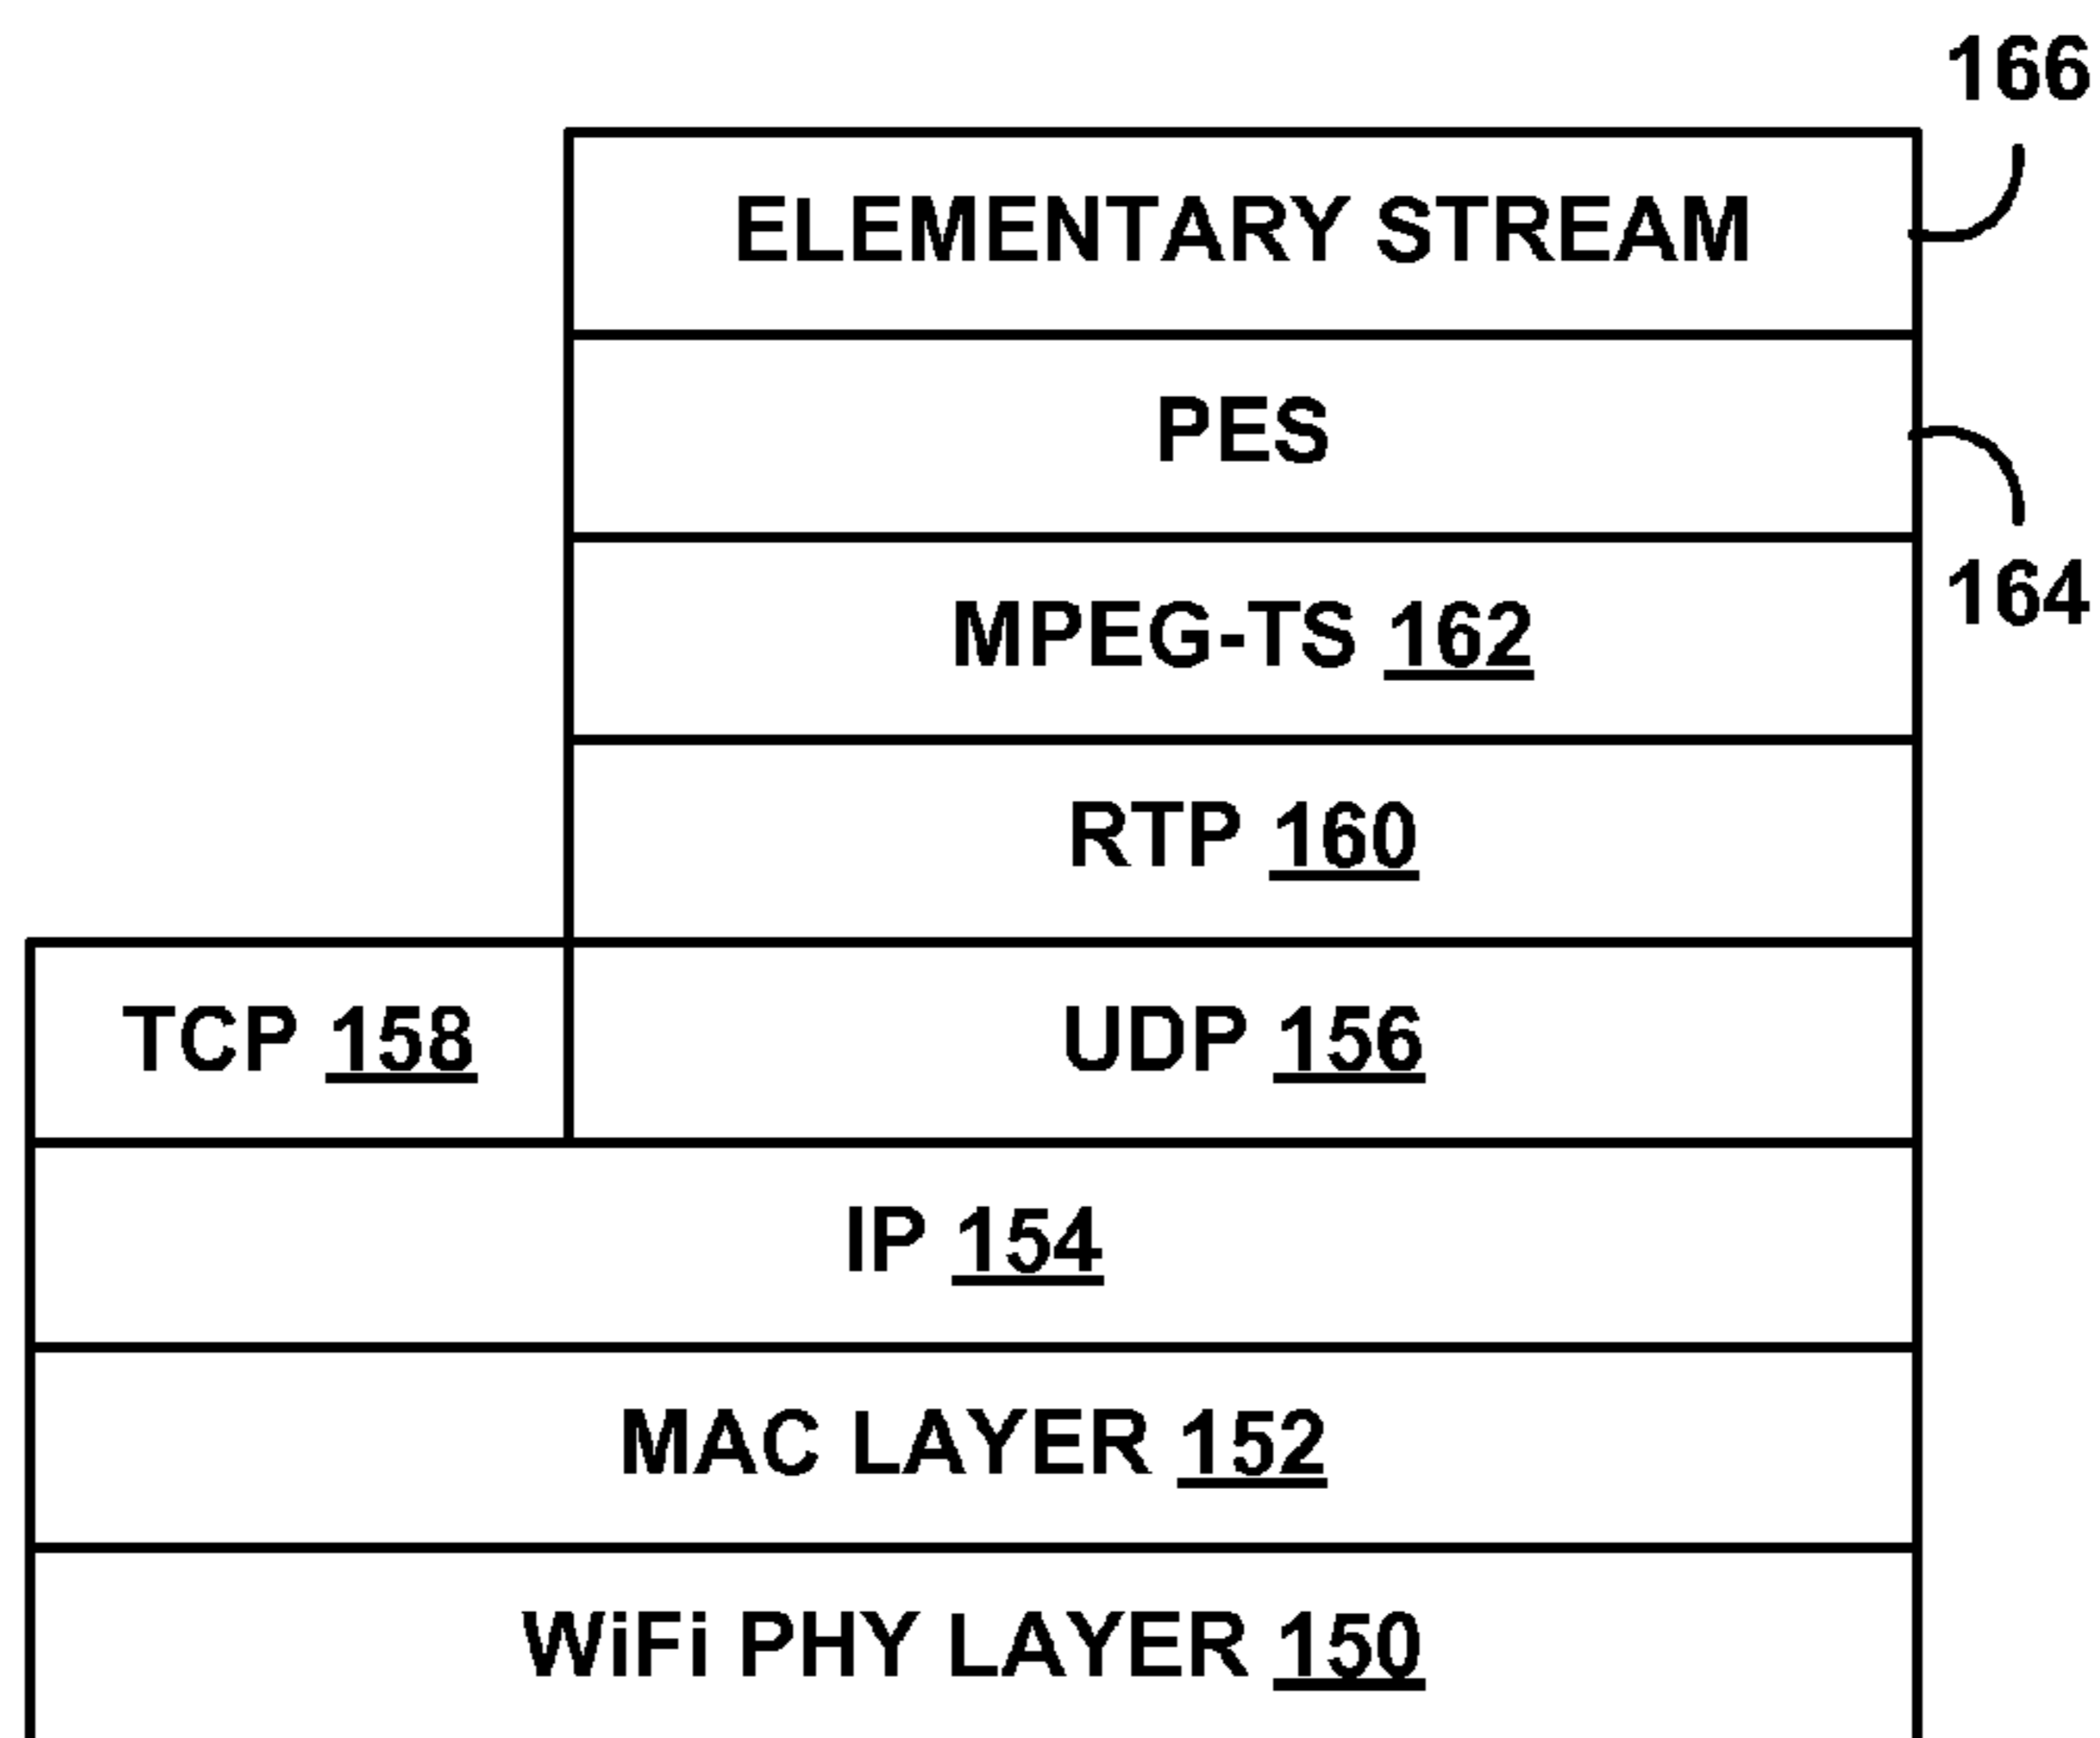 166
ELEMENTARY STREAM
PES
164
MPEG-TS 162
RTP 160
TCP 158
UDP 156
IP 154
MAC LAYER 152
WiFi PHY LAYER 150